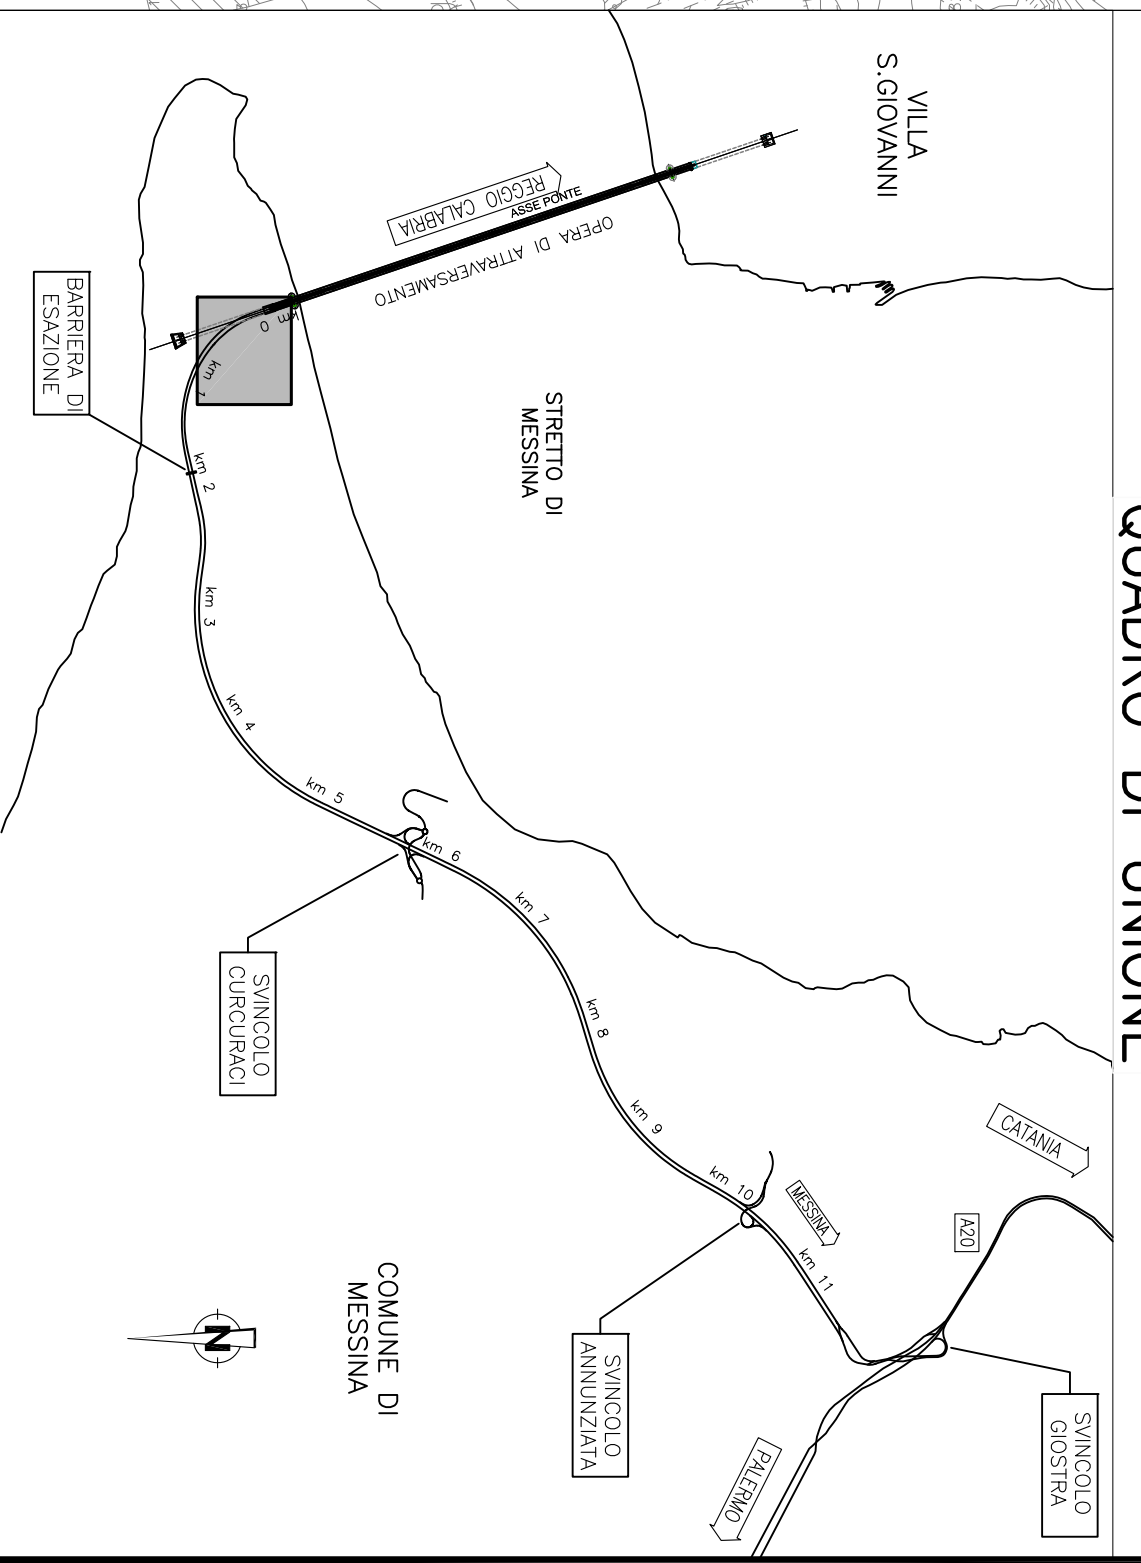 QUADRO DI UNIONE
VILLA
S.GIOVANNI
REGGIO CALABRIA
ASSE PONTE
OPERA DI ATTRAVERSAMENTO
STRETTO DI
MESSINA
BARRIERA DI
ESAZIONE
km 0
km 1
km 2
km 3
km 4
km 5
km 6
km 7
km 8
km 9
km 10
km 11
SVINCOLO
CURCURACI
CATANIA
MESSINA
A20
COMUNE DI
MESSINA
N
SVINCOLO
ANNUNZIATA
SVINCOLO
GIOSTRA
PALERMO